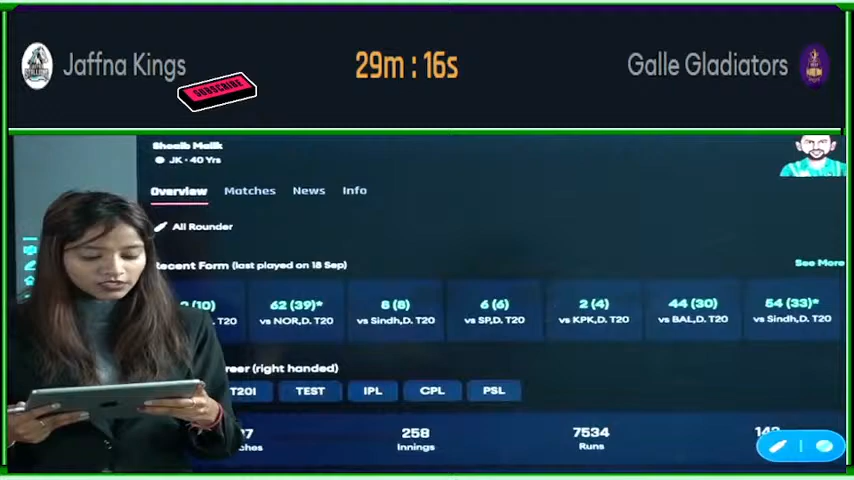 Jaffna Kings
29m : 16s
Galle Gladiators
SUBSCRIBE
Shoaib Malik
JK • 40 Yrs
Overview Matches News Info
All Rounder
Recent Form (last played on 18 Sep)
See More
(10) 62 (39)* 8 (8) 6 (6) 2 (4) 44 (30) 54 (33)*
T20 vs NOR,D. T20 vs Sindh,D. T20 vs SP,D. T20 vs KPK,D. T20 vs BAL,D. T20 vs Sindh,D. T20
(right handed)
T20I TEST IPL CPL PSL
258 7534
Innings Runs